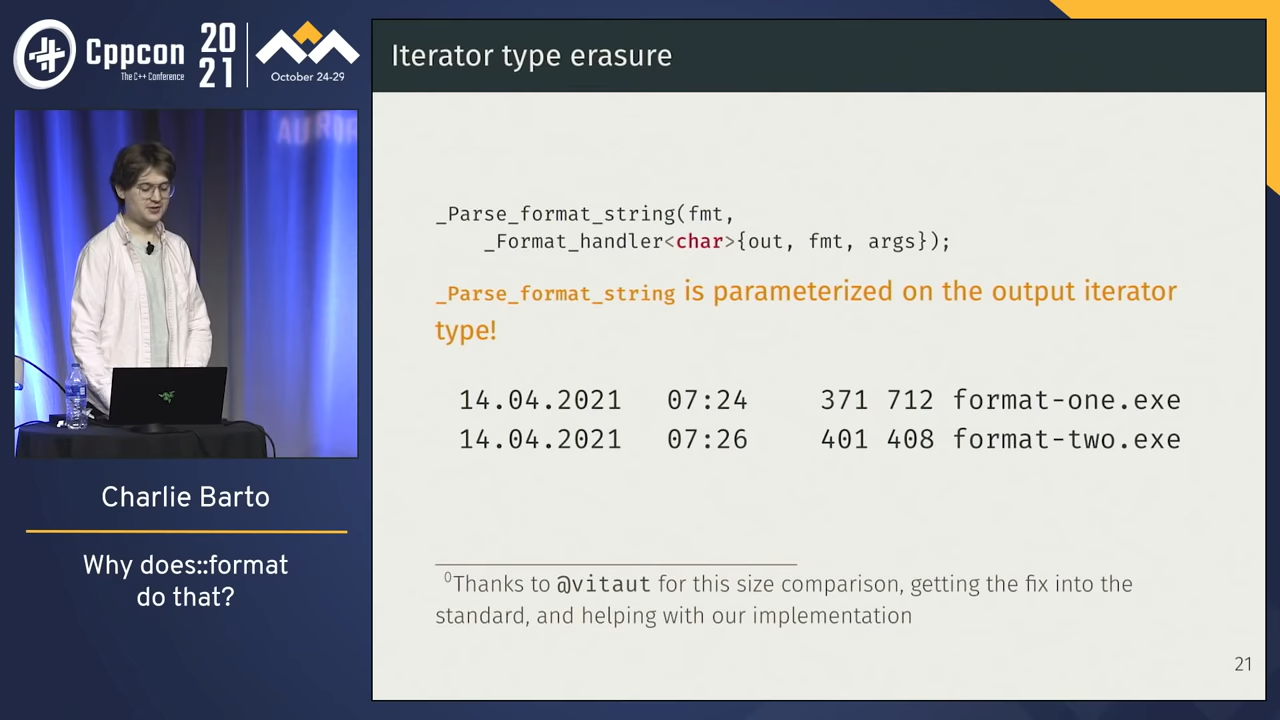 Cppcon
The C++ Conference
20
21
October 24-29
AUROR
Charlie Barto
Why does::format
do that?
Iterator type erasure
_Parse_format_string(fmt,
_Format_handler<char>{out, fmt, args});
_Parse_format_string is parameterized on the output iterator
type!
14.04.2021 07:24 371 712 format-one.exe
14.04.2021 07:26 401 408 format-two.exe
0Thanks to @vitaut for this size comparison, getting the fix into the
standard, and helping with our implementation
21